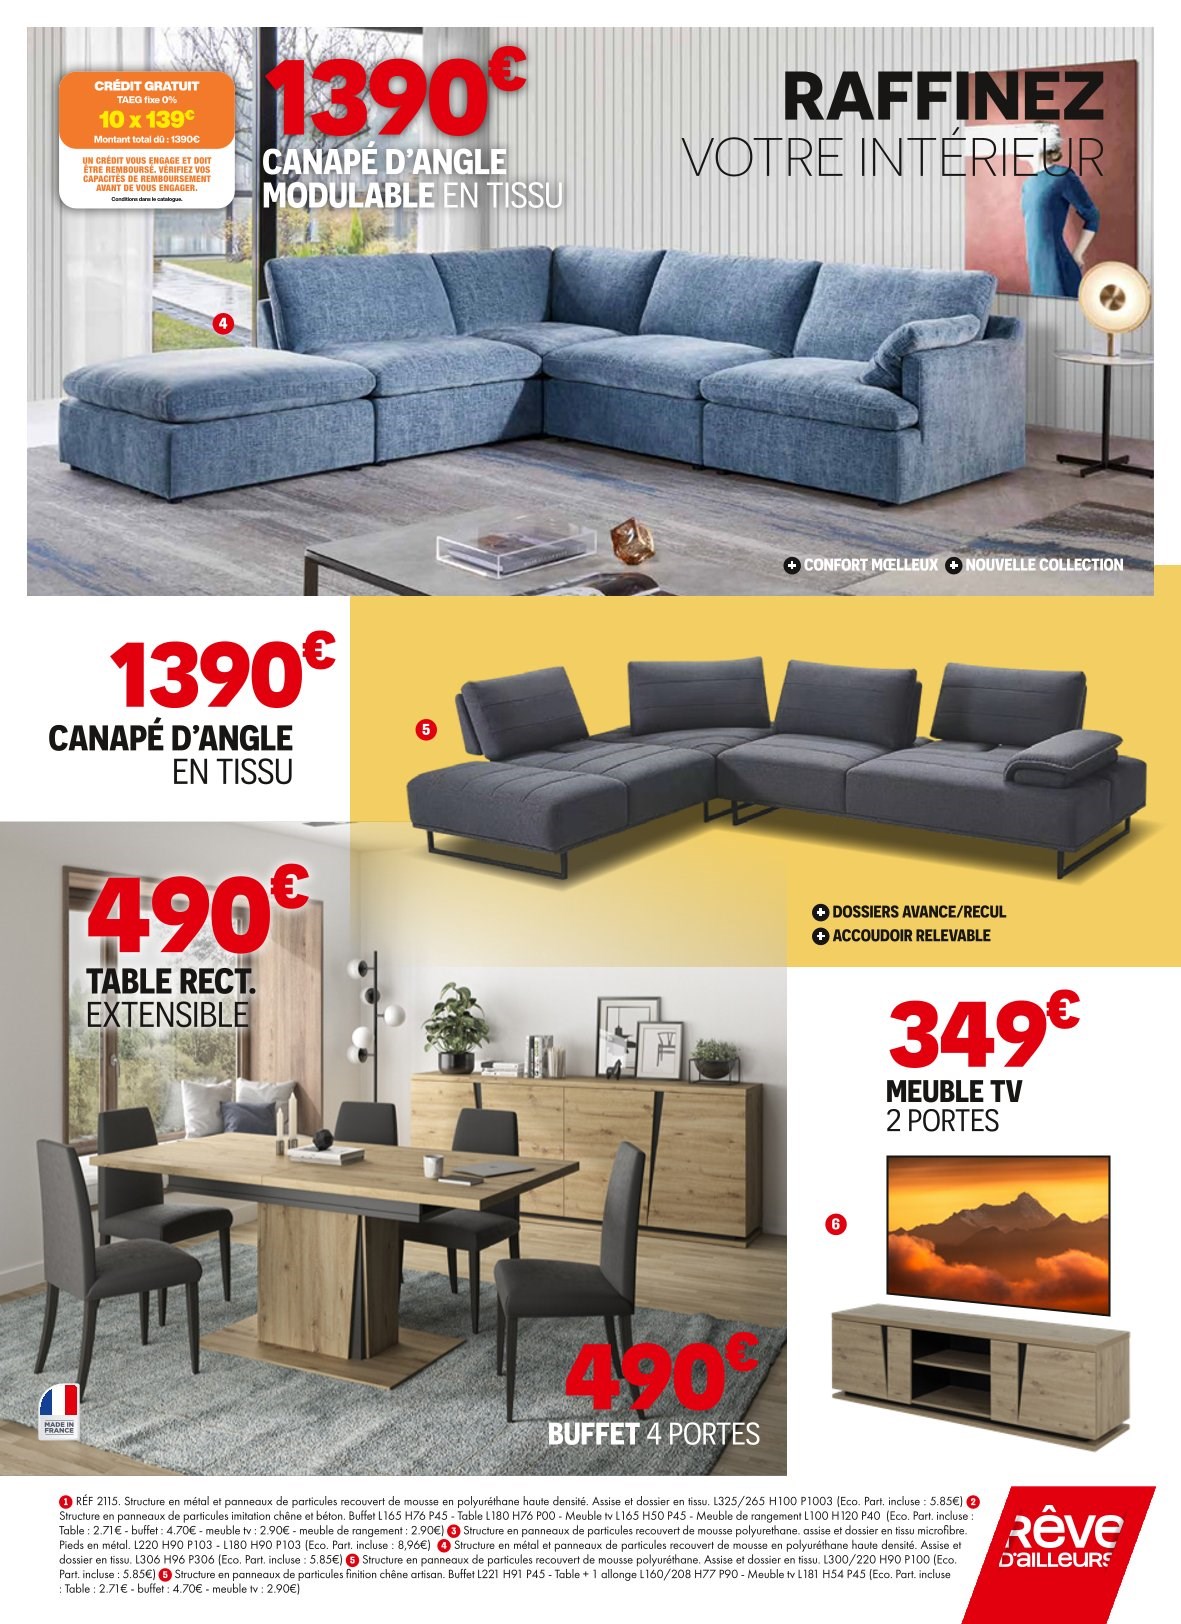 CRÉDIT GRATUIT
TAEG fixe 0%
10 x 139€
Montant total dû : 1390€
UN CRÉDIT VOUS ENGAGE ET DOIT
ÊTRE REMBOURSÉ. VÉRIFIEZ VOS
CAPACITÉS DE REMBOURSEMENT
AVANT DE VOUS ENGAGER.
Conditions dans le catalogue.
1390€
CANAPÉ D'ANGLE
MODULABLE EN TISSU
RAFFINEZ
VOTRE INTÉRIEUR
4
+ CONFORT MŒLLEUX + NOUVELLE COLLECTION
1390€
CANAPÉ D'ANGLE
EN TISSU
5
+ DOSSIERS AVANCE/RECUL
+ ACCOUDOIR RELEVABLE
490€
TABLE RECT.
EXTENSIBLE
349€
MEUBLE TV
2 PORTES
6
490€
BUFFET 4 PORTES
MADE IN
FRANCE
1 RÉF 2115. Structure en métal et panneaux de particules recouvert de mousse en polyuréthane haute densité. Assise et dossier en tissu. L325/265 H100 P1003 (Eco. Part. incluse : 5.85€) 2
Structure en panneaux de particules imitation chêne et béton. Buffet L165 H76 P45 - Table L180 H76 P00 - Meuble tv L165 H50 P45 - Meuble de rangement L100 H120 P40 (Eco. Part. incluse :
Table : 2.71€ - buffet : 4.70€ - meuble tv : 2.90€ - meuble de rangement : 2.90€) 3 Structure en panneaux de particules recouvert de mousse polyurethane. assise et dossier en tissu microfibre.
Pieds en métal. L220 H90 P103 - L180 H90 P103 (Eco. Part. incluse : 8,96€) 4 Structure en métal et panneaux de particules recouvert de mousse en polyuréthane haute densité. Assise et
dossier en tissu. L306 H96 P306 (Eco. Part. incluse : 5.85€) 5 Structure en panneaux de particules recouvert de mousse polyuréthane. Assise et dossier en tissu. L300/220 H90 P100 (Eco.
Part. incluse : 5.85€) 5 Structure en panneaux de particules finition chêne artisan. Buffet L221 H91 P45 - Table + 1 allonge L160/208 H77 P90 - Meuble tv L181 H54 P45 (Eco. Part. incluse
: Table : 2.71€ - buffet : 4.70€ - meuble tv : 2.90€)
RÊVE
D'AILLEURS